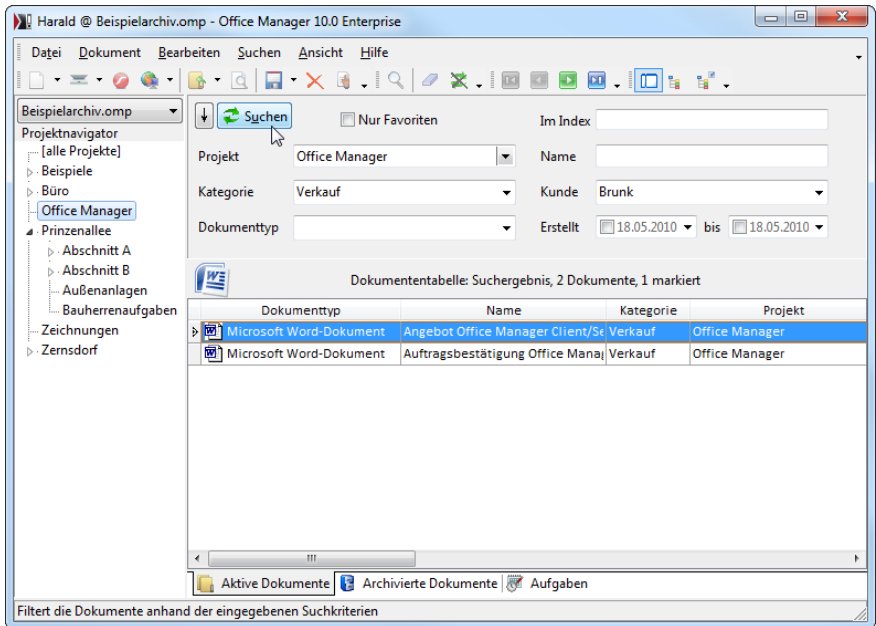 Harald @ Beispielarchiv.omp - Office Manager 10.0 Enterprise
Datei Dokument Bearbeiten Suchen Ansicht Hilfe
Beispielarchiv.omp
Projektnavigator
[alle Projekte]
Beispiele
Büro
Office Manager
Prinzenallee
Abschnitt A
Abschnitt B
Außenanlagen
Bauherrenaufgaben
Zeichnungen
Zernsdorf
Suchen Nur Favoriten Im Index
Projekt Office Manager Name
Kategorie Verkauf Kunde Brunk
Dokumenttyp Erstellt 18.05.2010 bis 18.05.2010
Dokumententabelle: Suchergebnis, 2 Dokumente, 1 markiert
Dokumenttyp Name Kategorie Projekt
Microsoft Word-Dokument Angebot Office Manager Client/Se Verkauf Office Manager
Microsoft Word-Dokument Auftragsbestätigung Office Manag Verkauf Office Manager
Aktive Dokumente Archivierte Dokumente Aufgaben
Filtert die Dokumente anhand der eingegebenen Suchkriterien